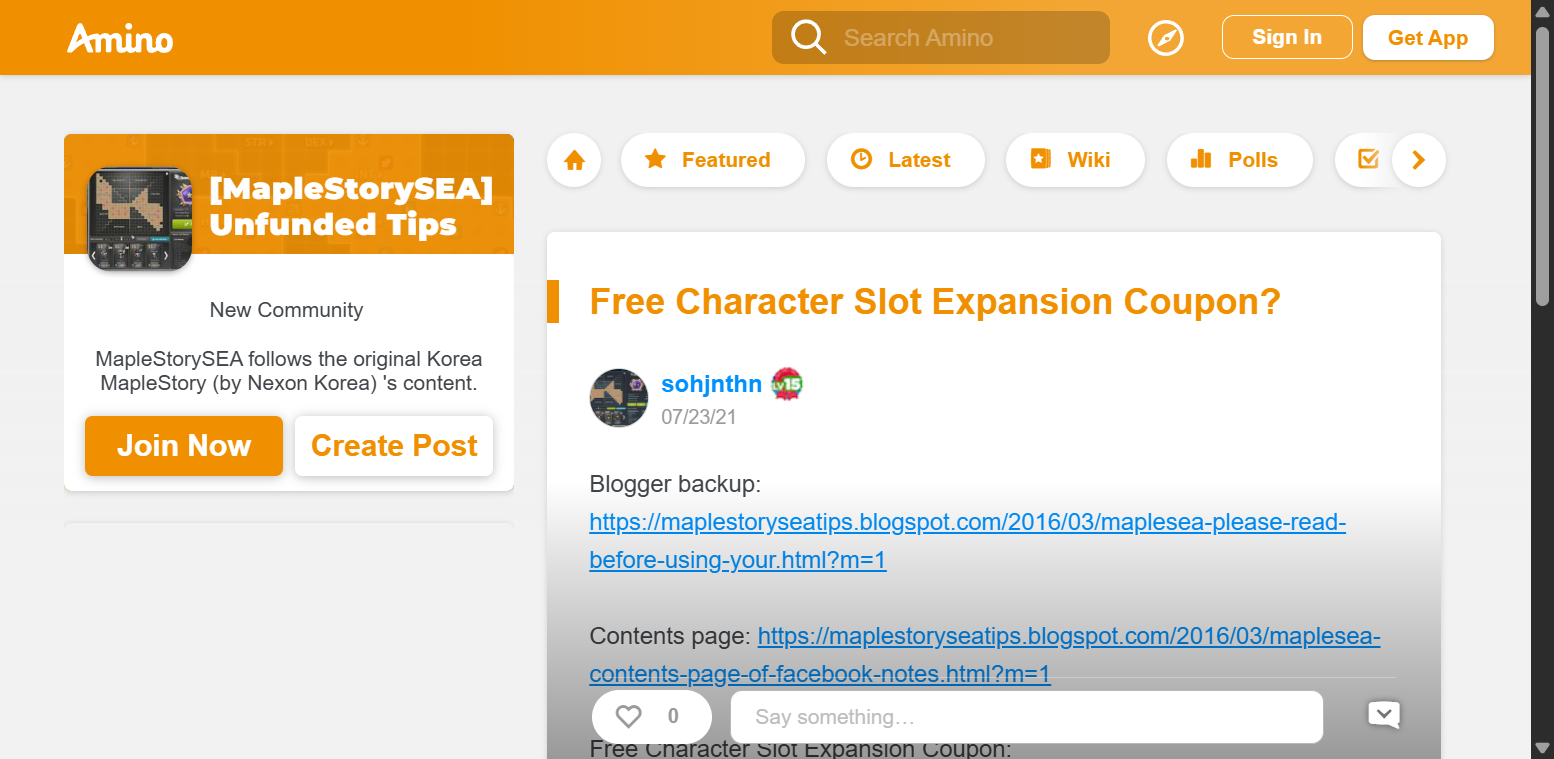 Amino
Search Amino
Sign In
Get App
[MapleStorySEA]
Unfunded Tips
New Community
MapleStorySEA follows the original Korea
MapleStory (by Nexon Korea) 's content.
Join Now
Create Post
Featured
Latest
Wiki
Polls
Free Character Slot Expansion Coupon?
sohjnthn
Lv15
07/23/21
Blogger backup:
https://maplestoryseatips.blogspot.com/2016/03/maplesea-please-read-
before-using-your.html?m=1
Contents page: https://maplestoryseatips.blogspot.com/2016/03/maplesea-
contents-page-of-facebook-notes.html?m=1
0
Say something…
Free Character Slot Expansion Coupon: